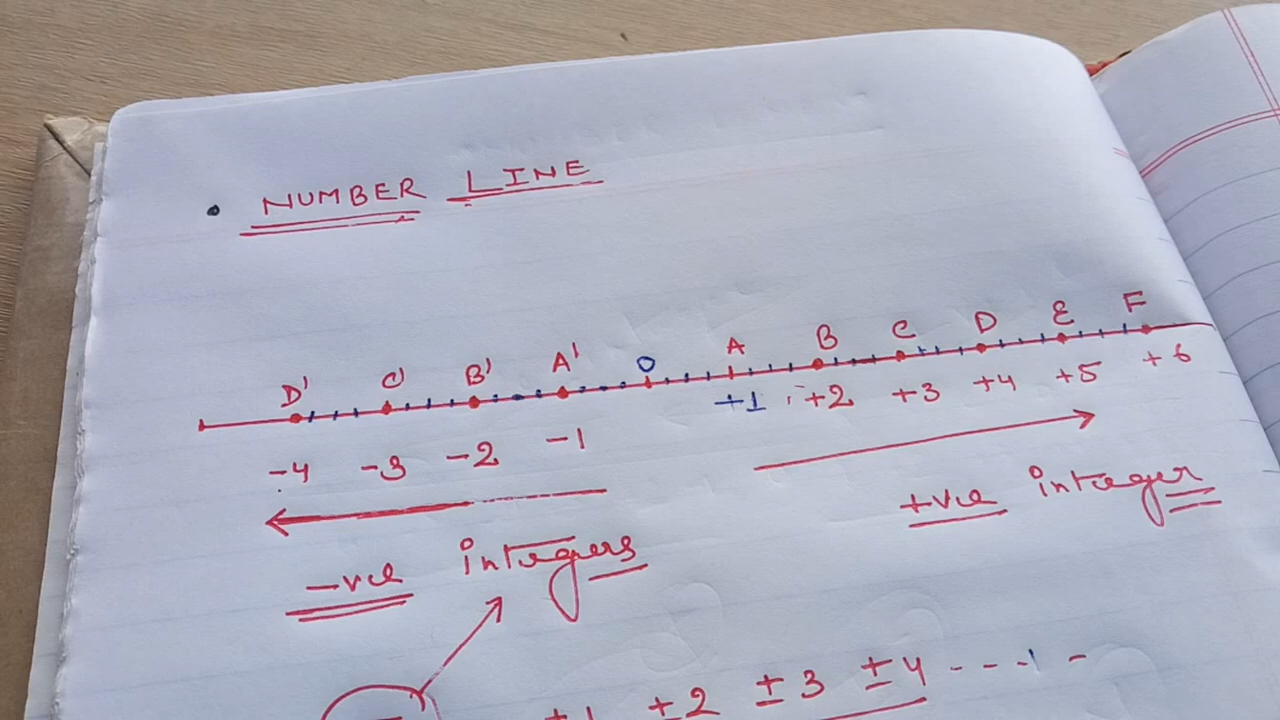 • NUMBER LINE
D' C' B' A' O A B C D E F
-4 -3 -2 -1 +1 +2 +3 +4 +5 +6
+ve integer
-ve integers
±1 ±2 ±3 ±4 - - - - -